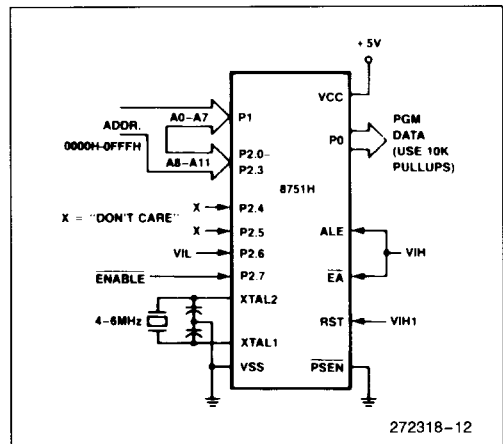 +5V
VCC
A0–A7
P1
ADDR.
0000H-0FFFH
A8–A11
P2.0–
P2.3
P0
PGM
DATA
(USE 10K
PULLUPS)
8751H
X
P2.4
X = "DON'T CARE"
X
P2.5
VIL
P2.6
ENABLE
P2.7
ALE
VIH
EA
XTAL2
4–6MHz
XTAL1
RST
VIH1
VSS
PSEN
272318–12